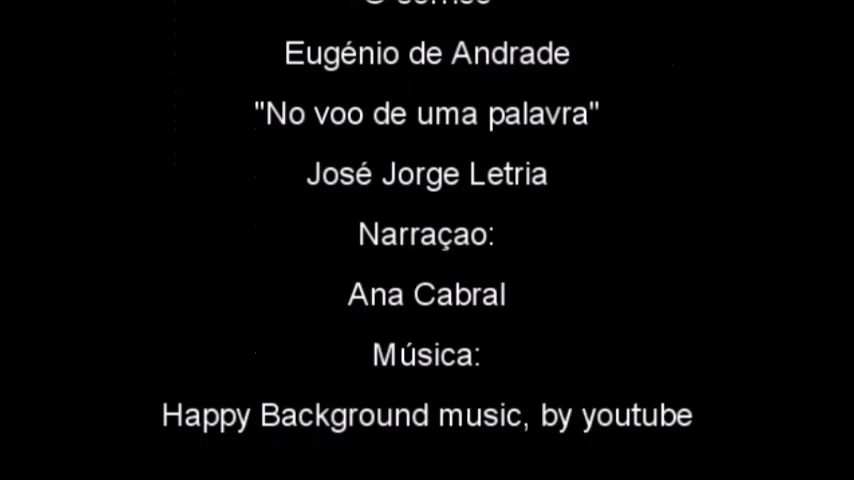 Eugénio de Andrade
"No voo de uma palavra"
José Jorge Letria
Narraçao:
Ana Cabral
Música:
Happy Background music, by youtube